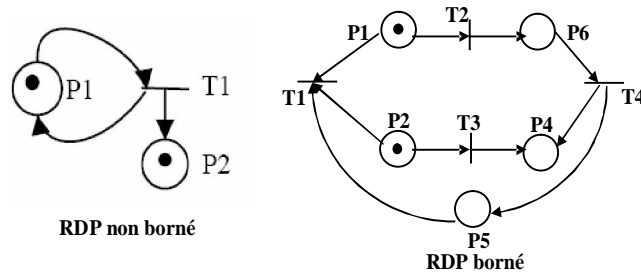 P1
T1
P2
RDP non borné
P1
T2
P6
T1
T4
P2
T3
P4
P5
RDP borné